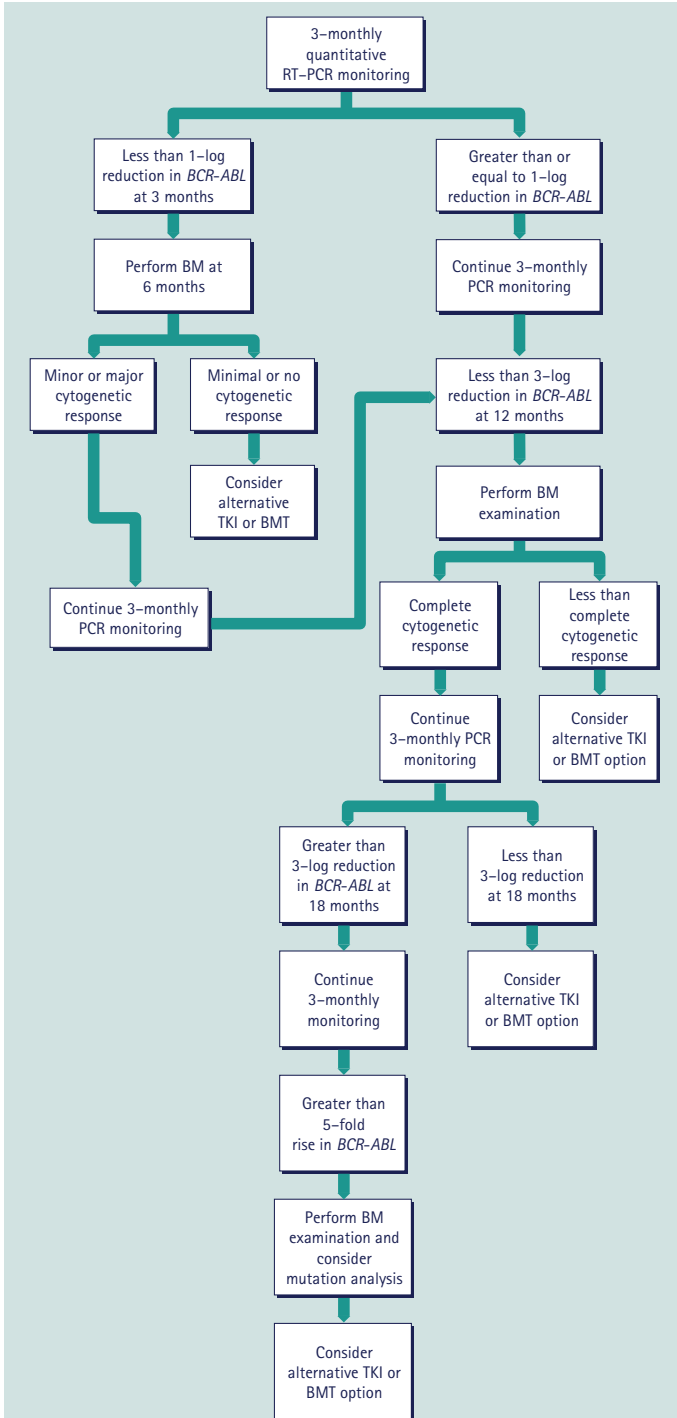 3-monthly
quantitative
RT-PCR monitoring
Less than 1-log
reduction in BCR-ABL
at 3 months
Greater than or
equal to 1-log
reduction in BCR-ABL
Perform BM at
6 months
Continue 3-monthly
PCR monitoring
Minor or major
cytogenetic
response
Minimal or no
cytogenetic
response
Less than 3-log
reduction in BCR-ABL
at 12 months
Consider
alternative
TKI or BMT
Perform BM
examination
Continue 3-monthly
PCR monitoring
Complete
cytogenetic
response
Less than
complete
cytogenetic
response
Continue
3-monthly PCR
monitoring
Consider
alternative TKI
or BMT option
Greater than
3-log reduction
in BCR-ABL at
18 months
Less than
3-log reduction
at 18 months
Continue
3-monthly
monitoring
Consider
alternative TKI
or BMT option
Greater than
5-fold
rise in BCR-ABL
Perform BM
examination and
consider
mutation analysis
Consider
alternative TKI or
BMT option